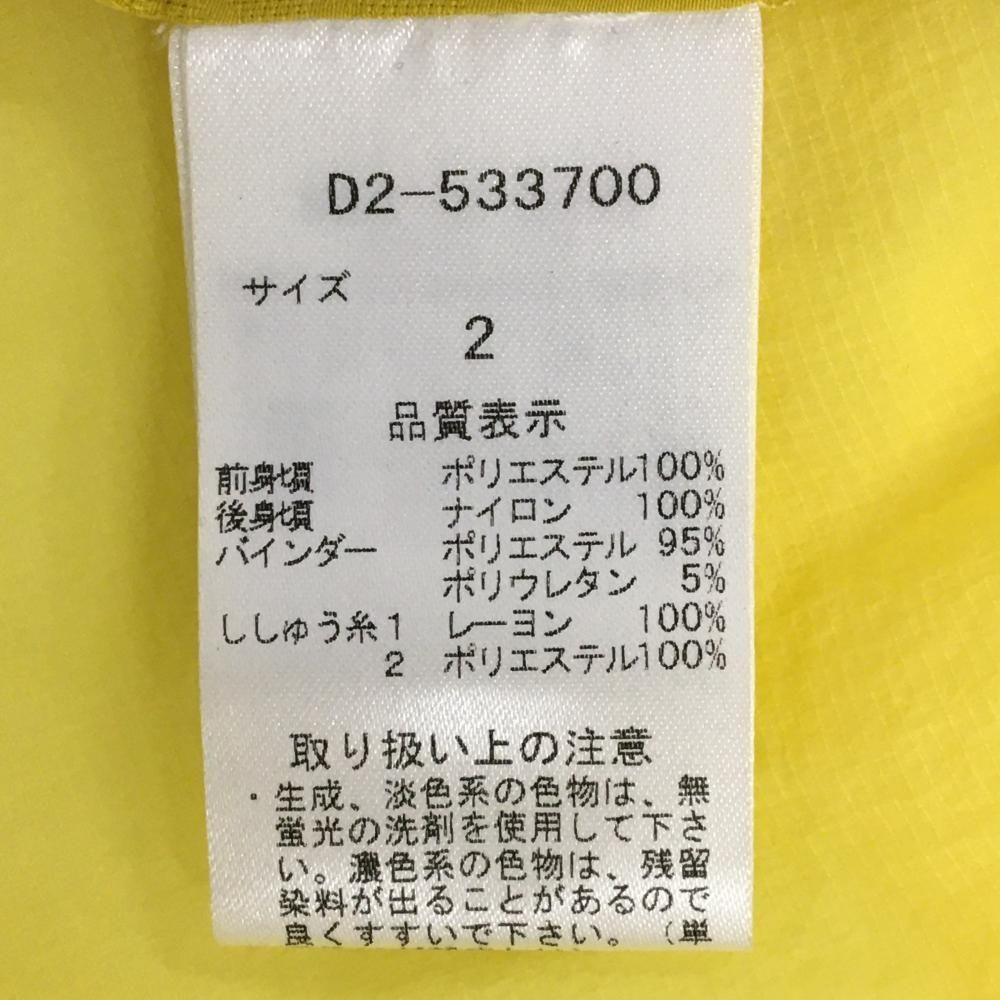 D2-533700
サイズ
2
品質表示
前身頃 ポリエステル100%
後身頃 ナイロン 100%
バインダー ポリエステル 95%
ポリウレタン 5%
ししゅう糸1 レーヨン 100%
2 ポリエステル100%
取り扱い上の注意
・生成、淡色系の色物は、無
蛍光の洗剤を使用して下さ
い。濃色系の色物は、残留
染料が出ることがあるので
良くすすいで下さい。(単